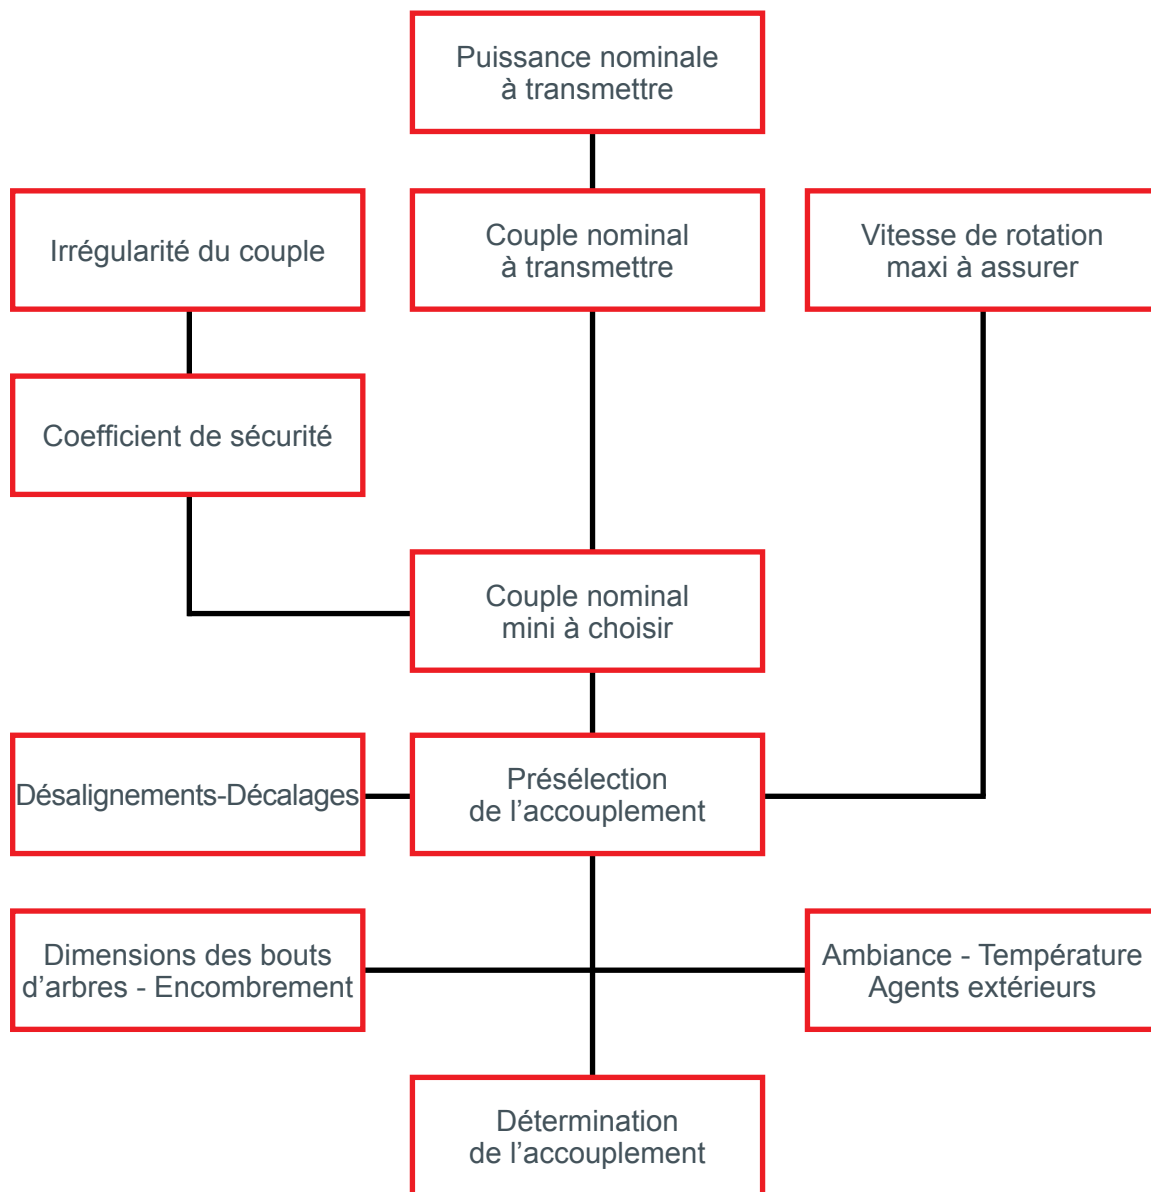 Puissance nominale
à transmettre
Irrégularité du couple
Couple nominal
à transmettre
Vitesse de rotation
maxi à assurer
Coefficient de sécurité
Couple nominal
mini à choisir
Désalignements-Décalages
Présélection
de l’accouplement
Dimensions des bouts
d’arbres - Encombrement
Ambiance - Température
Agents extérieurs
Détermination
de l’accouplement